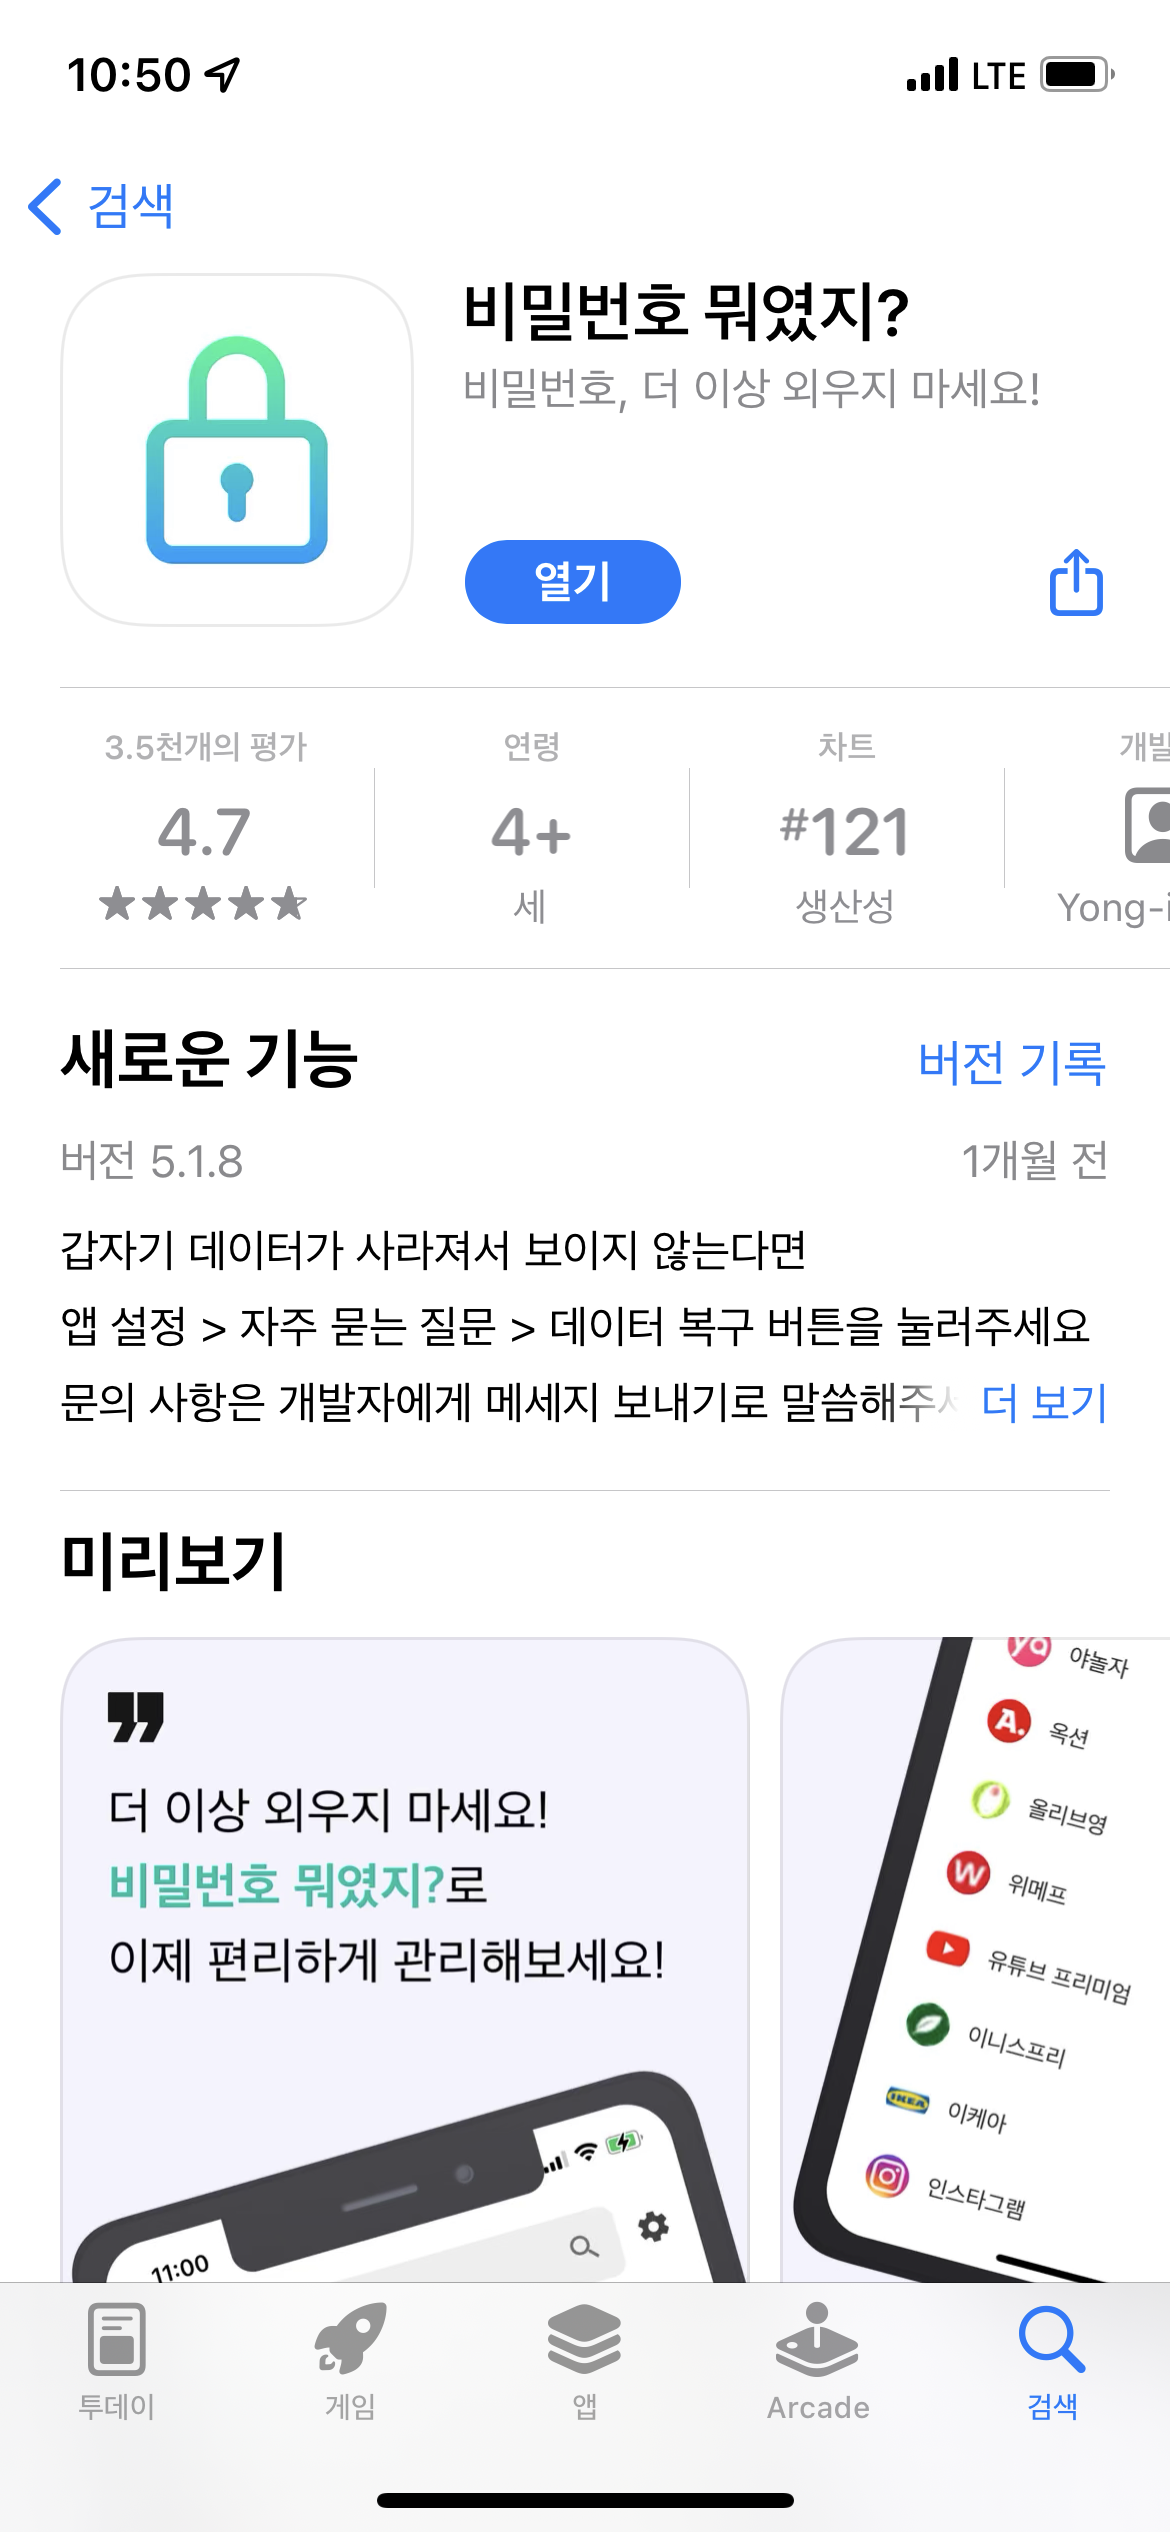 10:50
LTE
검색
비밀번호 뭐였지?
비밀번호, 더 이상 외우지 마세요!
열기
3.5천개의 평가
연령
차트
4.7
4+
#121
세
생산성
Yong-i
새로운 기능
버전 기록
버전 5.1.8
1개월 전
갑자기 데이터가 사라져서 보이지 않는다면
앱 설정 > 자주 묻는 질문 > 데이터 복구 버튼을 눌러주세요
문의 사항은 개발자에게 메세지 보내기로 말씀해주 더 보기
미리보기
더 이상 외우지 마세요!
비밀번호 뭐였지?로
이제 편리하게 관리해보세요!
11:00
야놀자
A. 옥션
올리브영
W 위메프
유튜브 프리미엄
이니스프리
IKEA 이케아
인스타그램
투데이
게임
앱
Arcade
검색